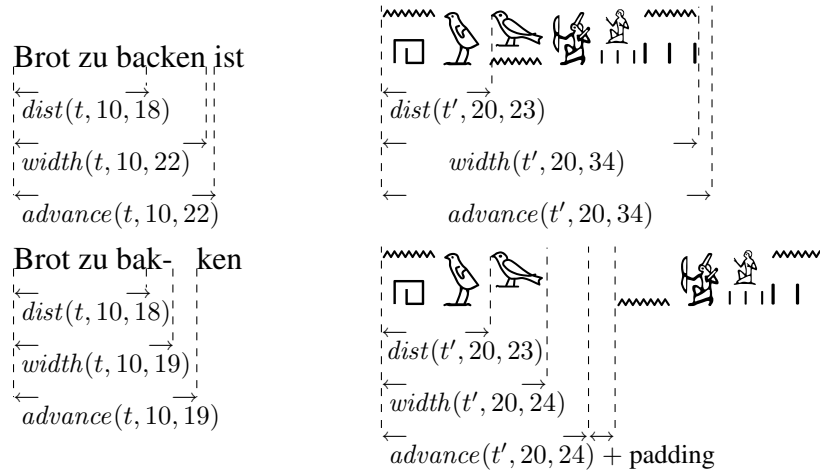 Brot zu backen ist
dist(t, 10, 18)
width(t, 10, 22)
advance(t, 10, 22)
dist(t′, 20, 23)
width(t′, 20, 34)
advance(t′, 20, 34)
Brot zu bak- ken
dist(t, 10, 18)
width(t, 10, 19)
advance(t, 10, 19)
dist(t′, 20, 23)
width(t′, 20, 24)
advance(t′, 20, 24) + padding